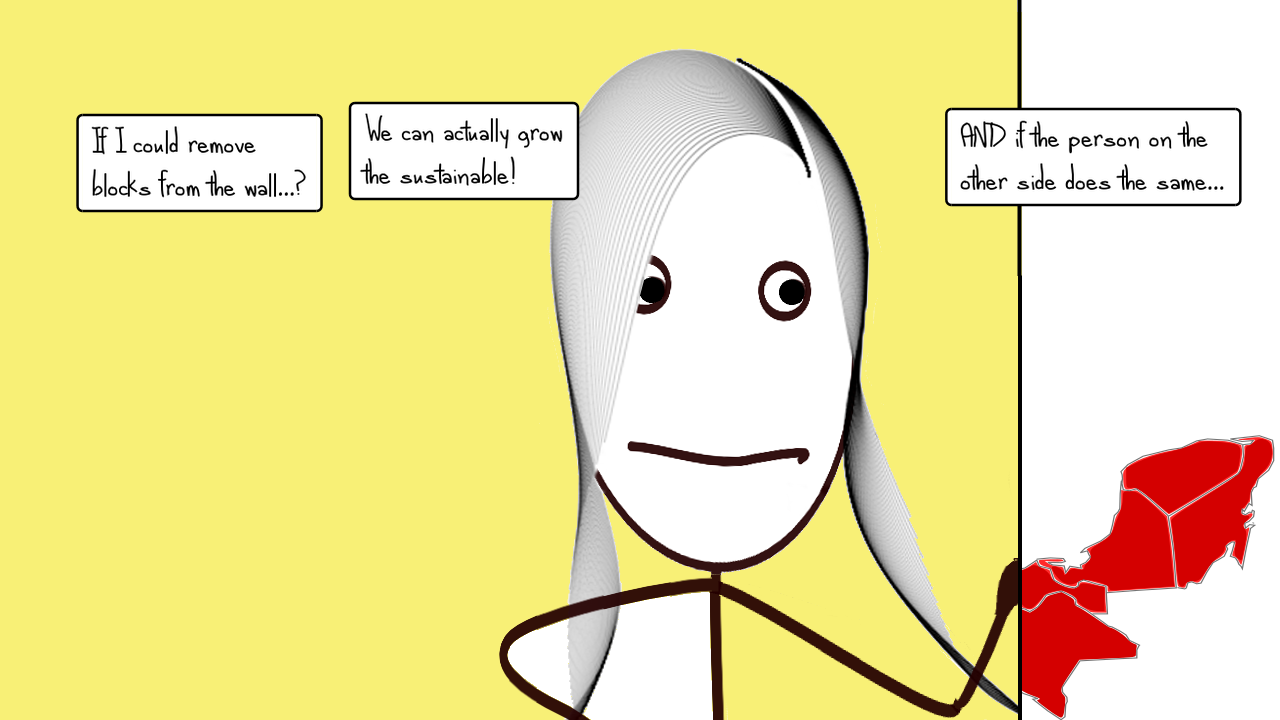 If I could remove
blocks from the wall...?
We can actually grow
the sustainable!
AND if the person on the
other side does the same...